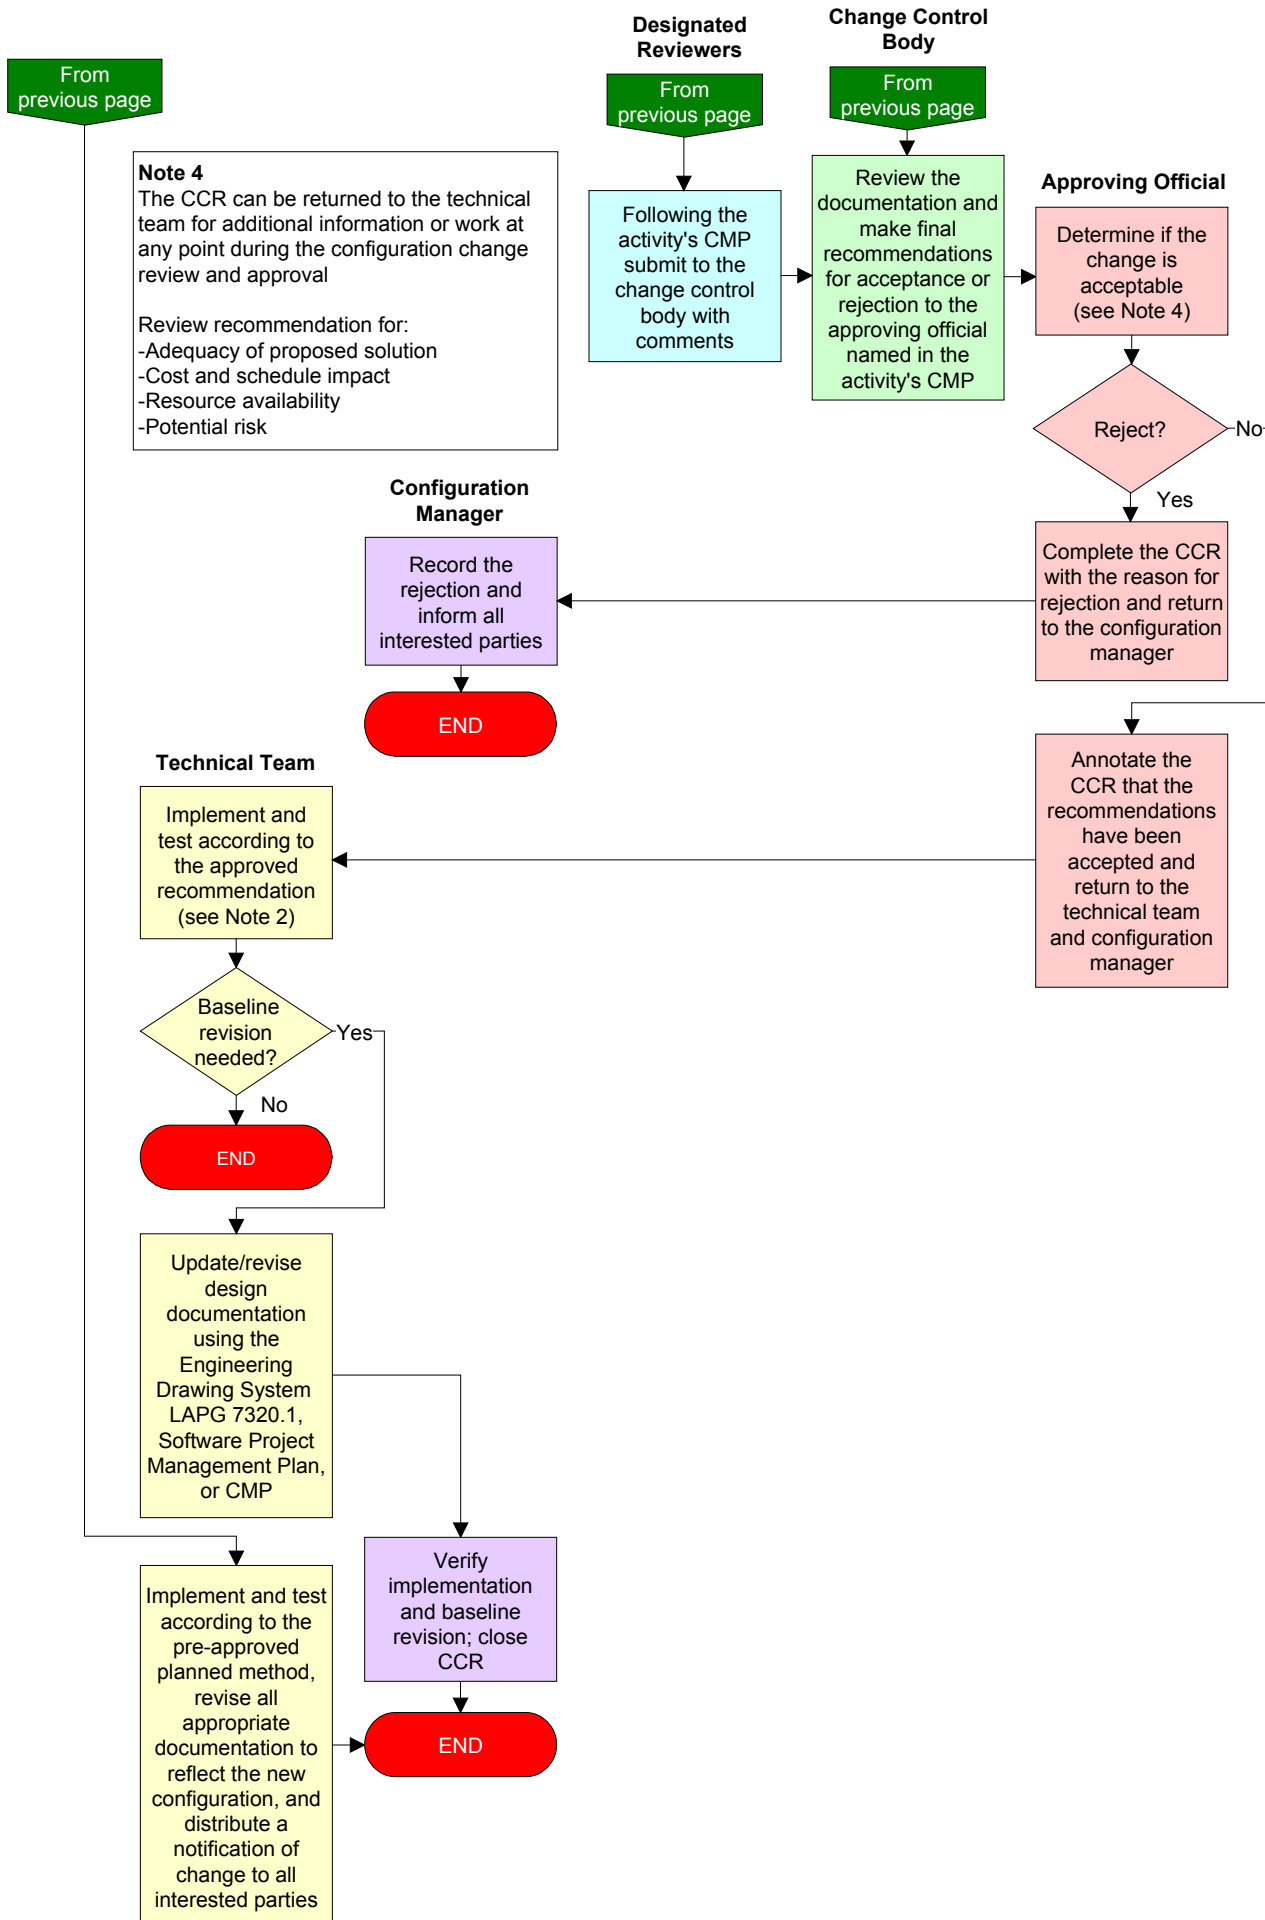 Designated
Reviewers
Change Control
Body
From
previous page
From
previous page
From
previous page
Note 4
The CCR can be returned to the technical
team for additional information or work at
any point during the configuration change
review and approval
Review recommendation for:
-Adequacy of proposed solution
-Cost and schedule impact
-Resource availability
-Potential risk
Following the
activity's CMP
submit to the
change control
body with
comments
Review the
documentation and
make final
recommendations
for acceptance or
rejection to the
approving official
named in the
activity's CMP
Approving Official
Determine if the
change is
acceptable
(see Note 4)
Reject?
No
Yes
Configuration
Manager
Record the
rejection and
inform all
interested parties
Complete the CCR
with the reason for
rejection and return
to the configuration
manager
END
Technical Team
Implement and
test according to
the approved
recommendation
(see Note 2)
Annotate the
CCR that the
recommendations
have been
accepted and
return to the
technical team
and configuration
manager
Baseline
revision
needed?
Yes
No
END
Update/revise
design
documentation
using the
Engineering
Drawing System
LAPG 7320.1,
Software Project
Management Plan,
or CMP
Verify
implementation
and baseline
revision; close
CCR
Implement and test
according to the
pre-approved
planned method,
revise all
appropriate
documentation to
reflect the new
configuration, and
distribute a
notification of
change to all
interested parties
END